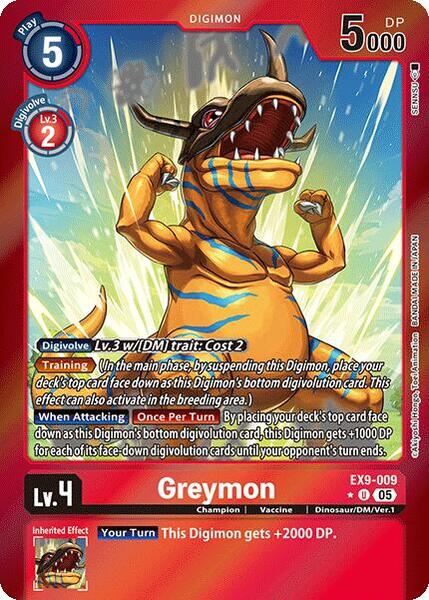 DIGIMON
Play
5
DP
5000
Digivolve
Lv.3
2
SENNSU
Digivolve Lv.3 w/[DM] trait: Cost 2
Training (In the main phase, by suspending this Digimon, place your
deck's top card face down as this Digimon's bottom digivolution card. This
effect can also activate in the breeding area.)
When Attacking Once Per Turn By placing your deck's top card face
down as this Digimon's bottom digivolution card, this Digimon gets +1000 DP
for each of its face-down digivolution cards until your opponent's turn ends.
©Akiyoshi Hongo, Toei Animation BANDAI MADE IN JAPAN
Lv.4
Greymon
EX9-009
U 05
Champion | Vaccine | Dinosaur/DM/Ver.1
Inherited Effect
Your Turn This Digimon gets +2000 DP.